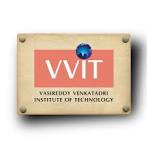 VVIT
VASIREDDY VENKATADRI
INSTITUTE OF TECHNOLOGY